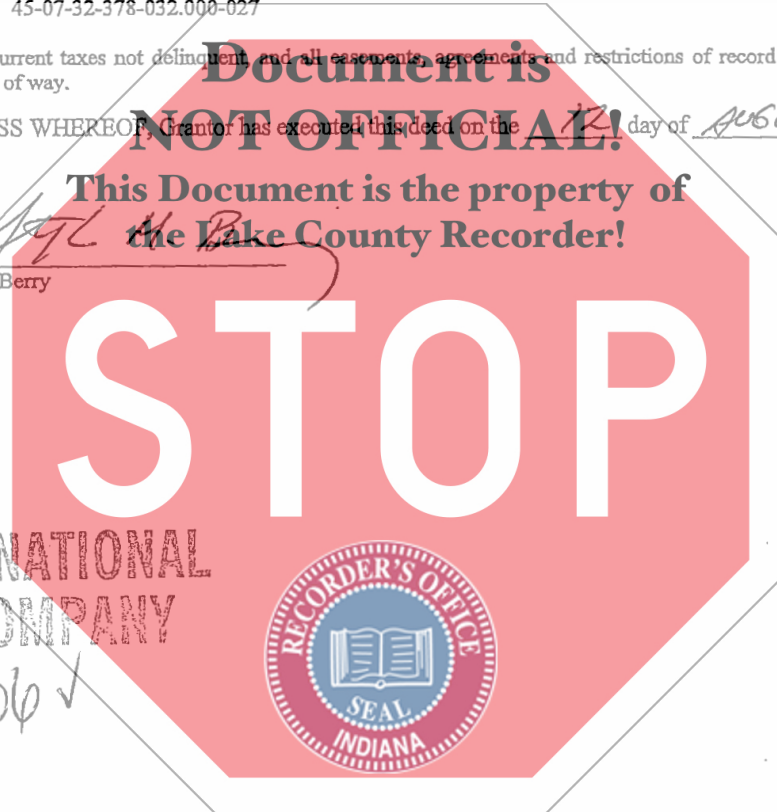 45-07-32-378-032.000-027
urrent taxes not delinquent, and all easements, agreements and restrictions of record
of way.
SS WHEREOF, Grantor has executed this deed on the 12 day of
Berry
Document is
NOT OFFICIAL!
This Document is the property of
the Lake County Recorder!
STOP
NATIONAL
OMPANY
06 ✓
RECORDER'S OFFICE
SEAL
INDIANA